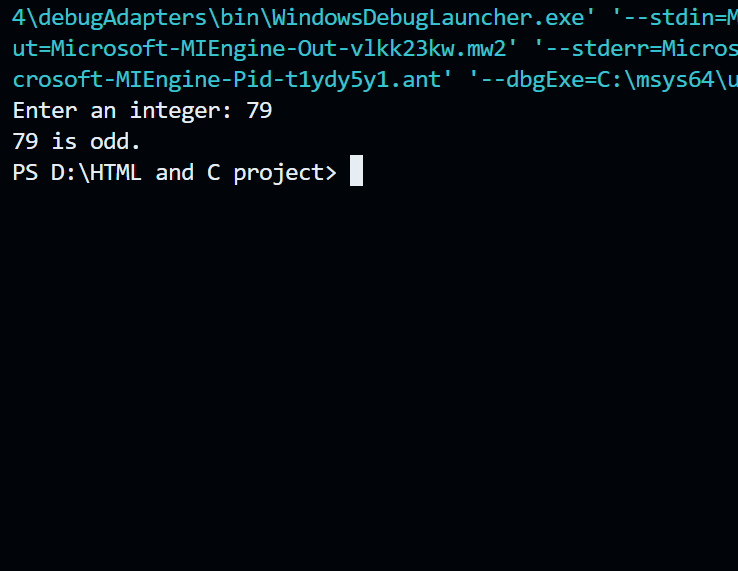 4\debugAdapters\bin\WindowsDebugLauncher.exe' '--stdin=M
ut=Microsoft-MIEngine-Out-vlkk23kw.mw2' '--stderr=Micros
crosoft-MIEngine-Pid-t1ydy5y1.ant' '--dbgExe=C:\msys64\u
Enter an integer: 79
79 is odd.
PS D:\HTML and C project>